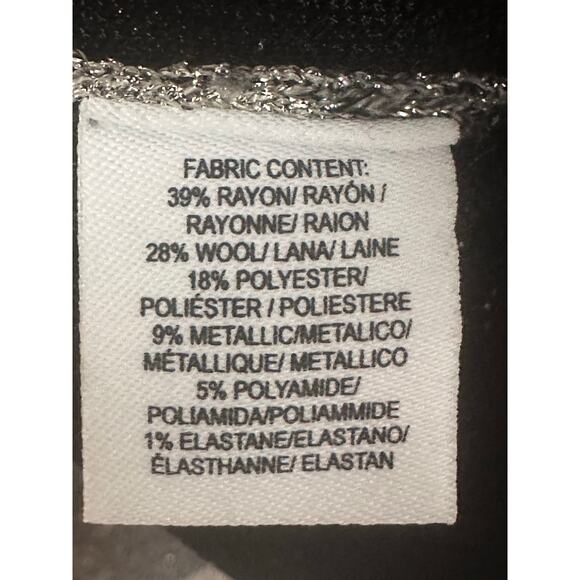 FABRIC CONTENT:
39% RAYON/ RAYÓN /
RAYONNE/ RAION
28% WOOL/ LANA/ LAINE
18% POLYESTER/
POLIÉSTER / POLIESTERE
9% METALLIC/METALICO/
MÉTALLIQUE/ METALLICO
5% POLYAMIDE/
POLIAMIDA/POLIAMMIDE
1% ELASTANE/ELASTANO/
ÉLASTHANNE/ ELASTAN